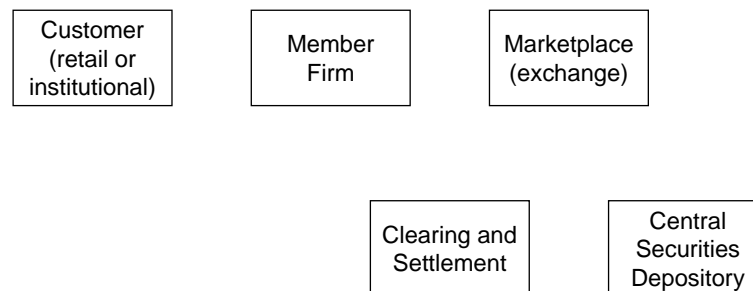 Customer
(retail or
institutional)
Member
Firm
Marketplace
(exchange)
Clearing and
Settlement
Central
Securities
Depository